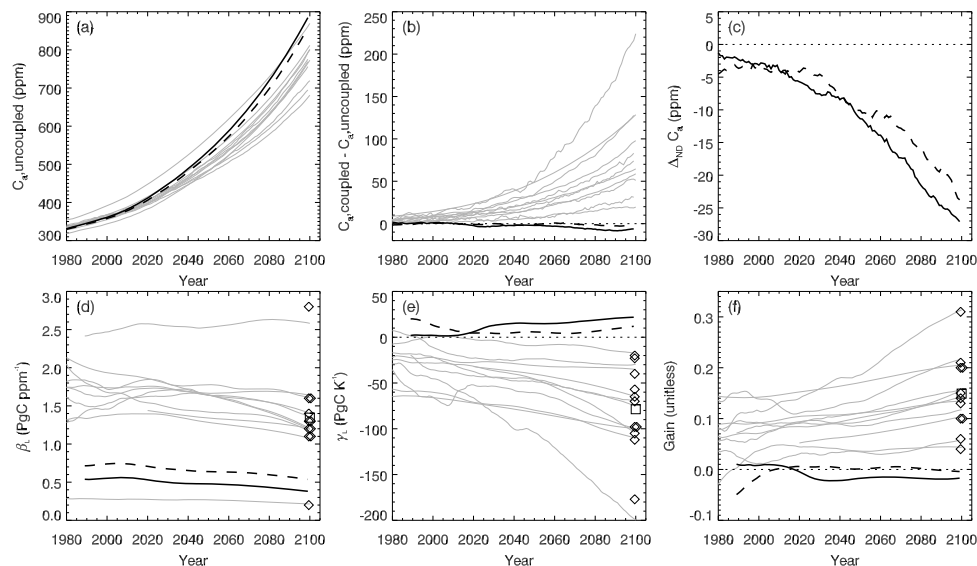 (a)
900
800
700
600
500
400
300
Ca,uncoupled (ppm)
1980 2000 2020 2040 2060 2080 2100
Year
(b)
250
200
150
100
50
0
Ca,coupled - Ca,uncoupled (ppm)
1980 2000 2020 2040 2060 2080 2100
Year
(c)
0
-5
-10
-15
-20
-25
-30
ΔND Ca (ppm)
1980 2000 2020 2040 2060 2080 2100
Year
(d)
3.0
2.5
2.0
1.5
1.0
0.5
0.0
βL (PgC ppm-1)
1980 2000 2020 2040 2060 2080 2100
Year
(e)
50
0
-50
-100
-150
-200
γL (PgC K-1)
1980 2000 2020 2040 2060 2080 2100
Year
(f)
0.3
0.2
0.1
0.0
-0.1
Gain (unitless)
1980 2000 2020 2040 2060 2080 2100
Year